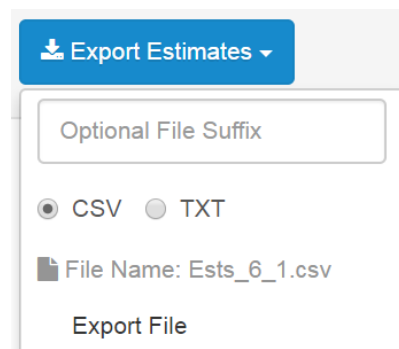 Export Estimates
Optional File Suffix
CSV TXT
File Name: Ests_6_1.csv
Export File